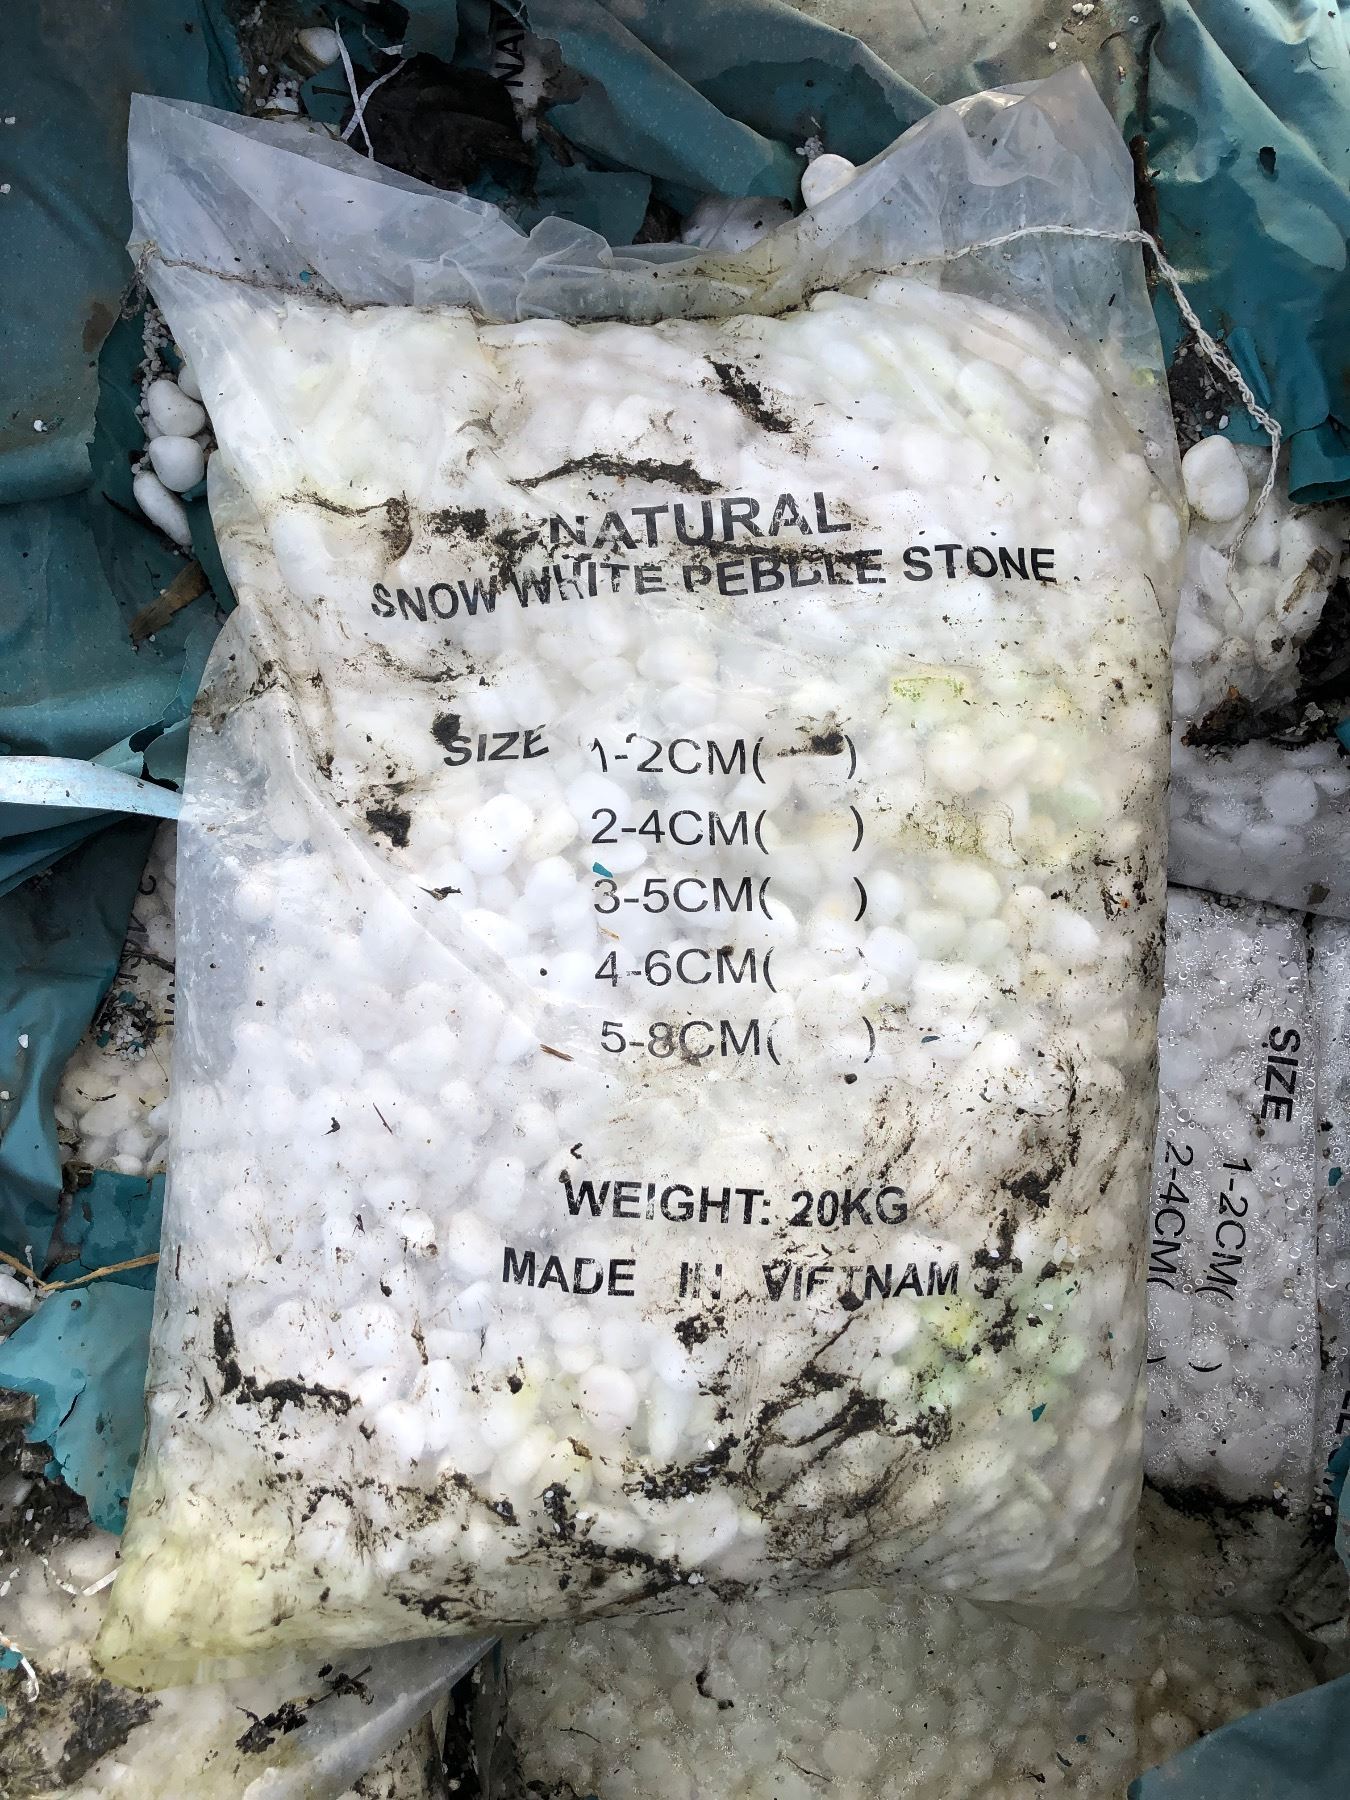 NATURAL
SNOW WHITE PEBBLE STONE
SIZE 1-2CM( )
2-4CM( )
3-5CM( )
4-6CM(
5-8CM( )
WEIGHT: 20KG
MADE IN VIETNAM
SIZE
1-2CM( )
2-4CM( )